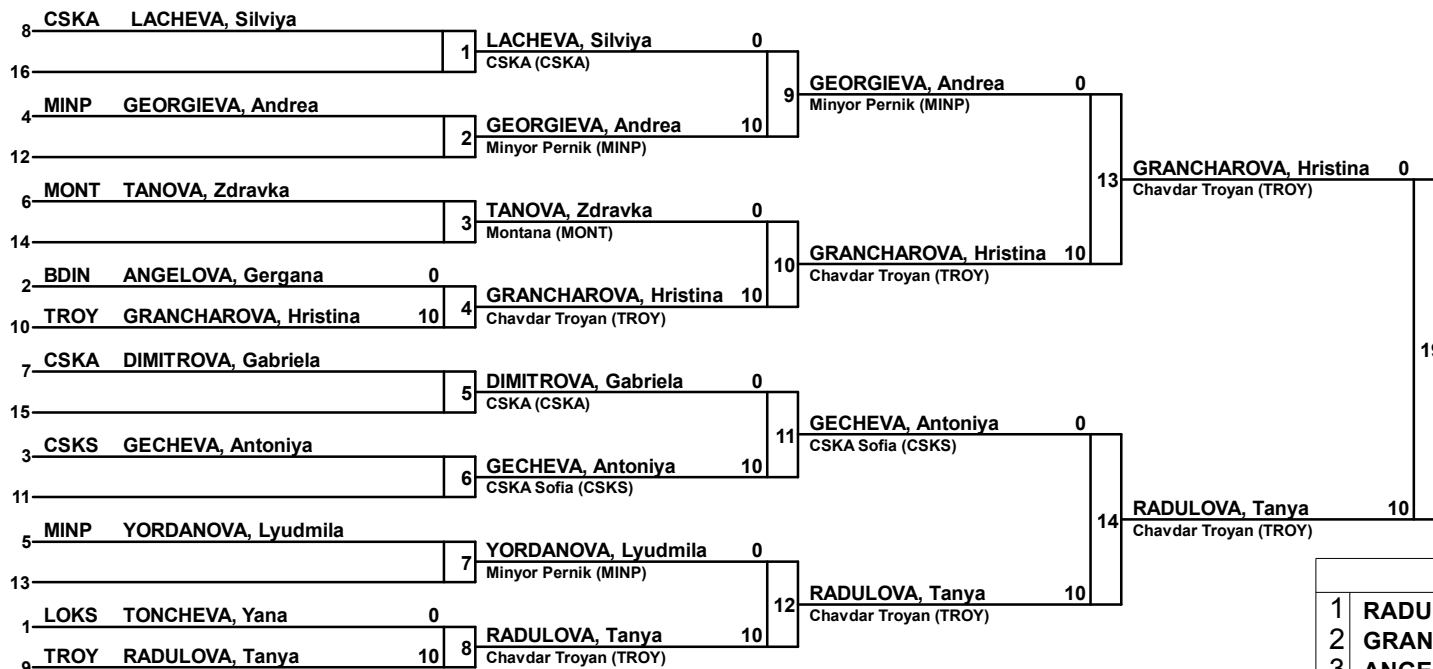 8 CSKA LACHEVA, Silviya
16
1 LACHEVA, Silviya 0
CSKA (CSKA)
4 MINP GEORGIEVA, Andrea
12
2 GEORGIEVA, Andrea 10
Minyor Pernik (MINP)
9 GEORGIEVA, Andrea 0
Minyor Pernik (MINP)
6 MONT TANOVA, Zdravka
14
3 TANOVA, Zdravka 0
Montana (MONT)
2 BDIN ANGELOVA, Gergana 0
10 TROY GRANCHAROVA, Hristina 10
4 GRANCHAROVA, Hristina 10
Chavdar Troyan (TROY)
10 GRANCHAROVA, Hristina 10
Chavdar Troyan (TROY)
13 GRANCHAROVA, Hristina 0
Chavdar Troyan (TROY)
7 CSKA DIMITROVA, Gabriela
15
5 DIMITROVA, Gabriela 0
CSKA (CSKA)
3 CSKS GECHEVA, Antoniya
11
6 GECHEVA, Antoniya 10
CSKA Sofia (CSKS)
11 GECHEVA, Antoniya 0
CSKA Sofia (CSKS)
5 MINP YORDANOVA, Lyudmila
13
7 YORDANOVA, Lyudmila 0
Minyor Pernik (MINP)
1 LOKS TONCHEVA, Yana 0
9 TROY RADULOVA, Tanya 10
8 RADULOVA, Tanya 10
Chavdar Troyan (TROY)
12 RADULOVA, Tanya 10
Chavdar Troyan (TROY)
14 RADULOVA, Tanya 10
Chavdar Troyan (TROY)
1 RADU
2 GRAN
3 ANGE